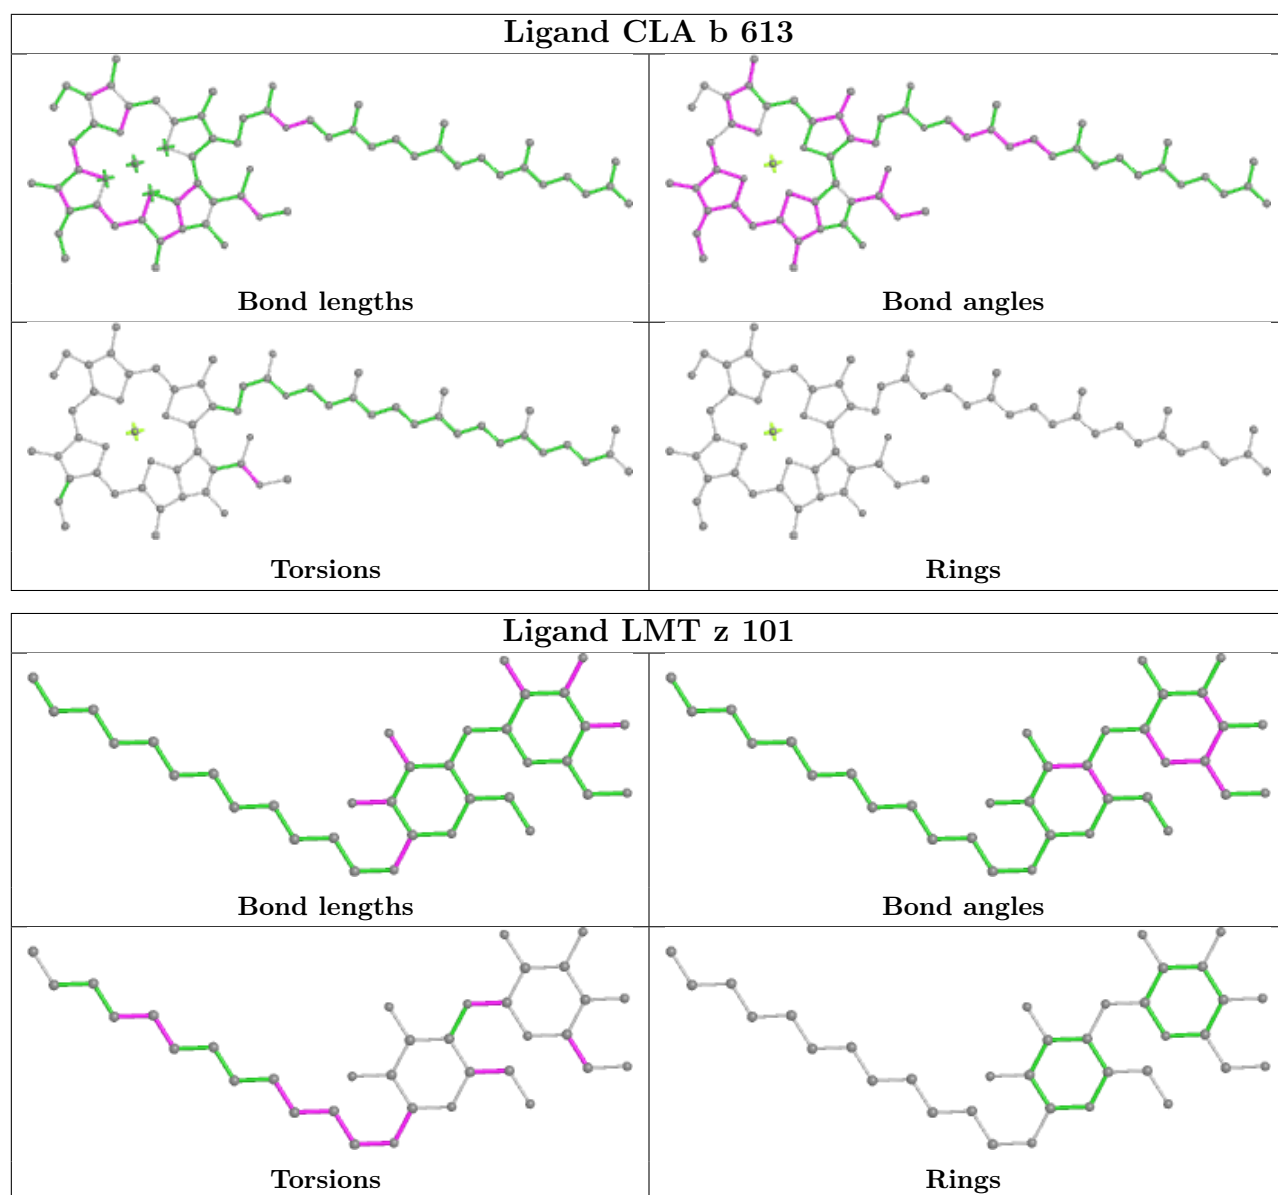 Ligand CLA b 613
Bond lengths
Bond angles
Torsions
Rings
Ligand LMT z 101
Bond lengths
Bond angles
Torsions
Rings